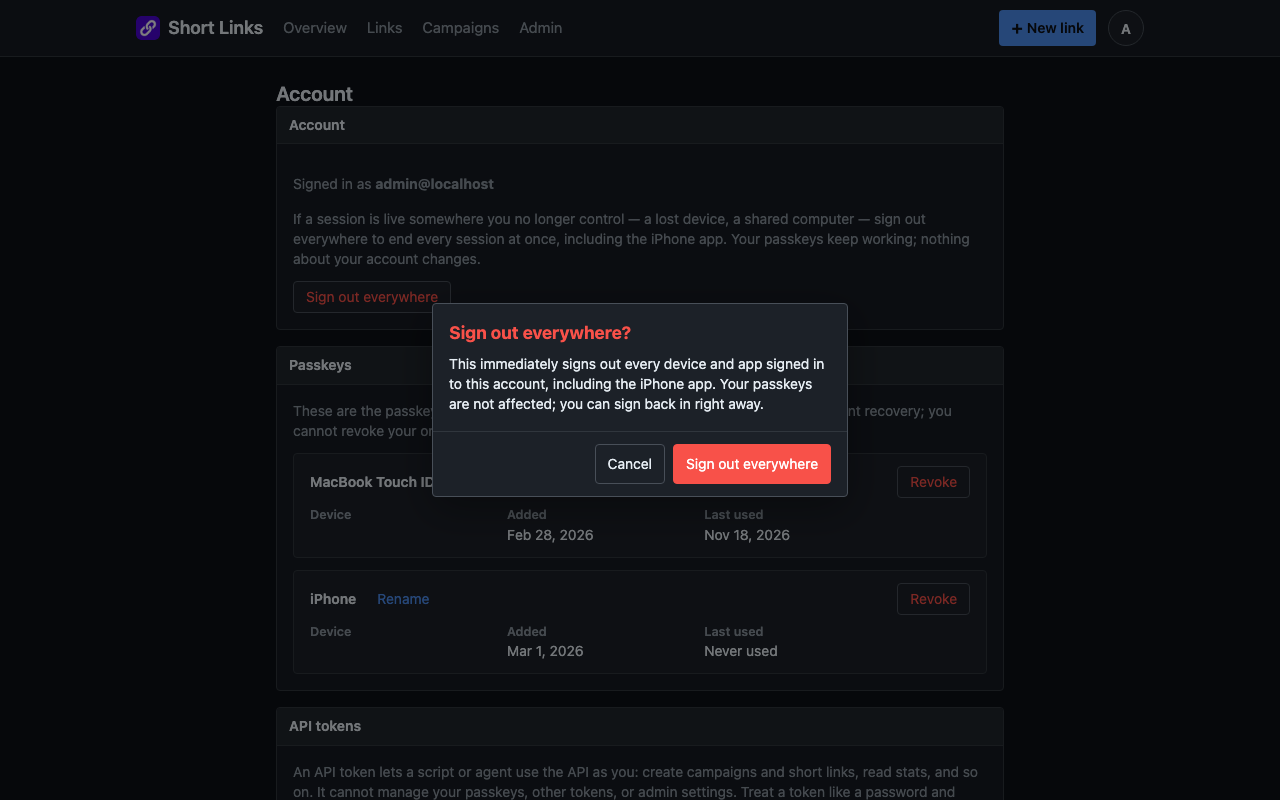 Short Links
Overview
Links
Campaigns
Admin
+ New link
A
Account
Account
Signed in as admin@localhost
If a session is live somewhere you no longer control — a lost device, a shared computer — sign out
everywhere to end every session at once, including the iPhone app. Your passkeys keep working; nothing
about your account changes.
Sign out everywhere
Sign out everywhere?
This immediately signs out every device and app signed in
to this account, including the iPhone app. Your passkeys
are not affected; you can sign back in right away.
Cancel
Sign out everywhere
Passkeys
These are the passke
nt recovery; you
cannot revoke your
MacBook Touch ID
Revoke
Device
Added
Last used
Feb 28, 2026
Nov 18, 2026
iPhone
Rename
Revoke
Device
Added
Last used
Mar 1, 2026
Never used
API tokens
An API token lets a script or agent use the API as you: create campaigns and short links, read stats, and so
on. It cannot manage your passkeys, other tokens, or admin settings. Treat a token like a password and